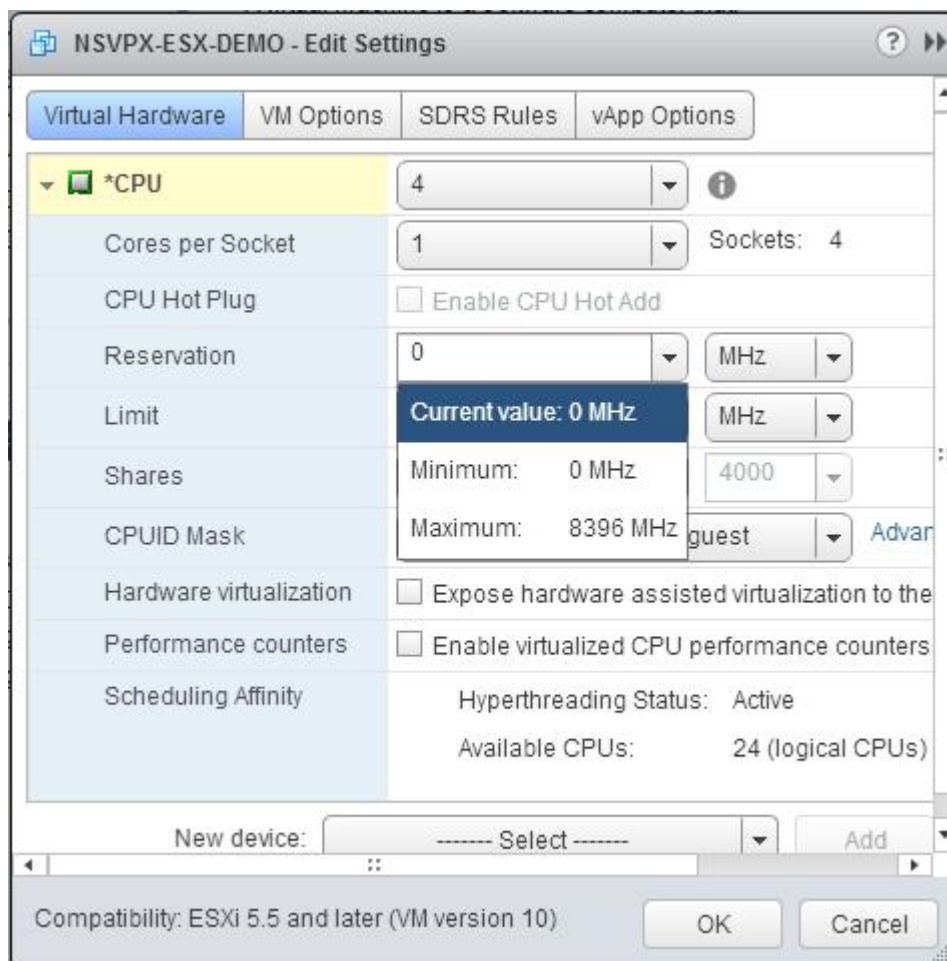 NSVPX-ESX-DEMO - Edit Settings ?
Virtual Hardware VM Options SDRS Rules vApp Options
*CPU 4
Cores per Socket 1 Sockets: 4
CPU Hot Plug Enable CPU Hot Add
Reservation 0 MHz
Limit Current value: 0 MHz MHz
Shares Minimum: 0 MHz 4000
CPUID Mask Maximum: 8396 MHz guest Advan
Hardware virtualization Expose hardware assisted virtualization to the
Performance counters Enable virtualized CPU performance counters
Scheduling Affinity Hyperthreading Status: Active
Available CPUs: 24 (logical CPUs)
New device: ------- Select ------- Add
Compatibility: ESXi 5.5 and later (VM version 10) OK Cancel